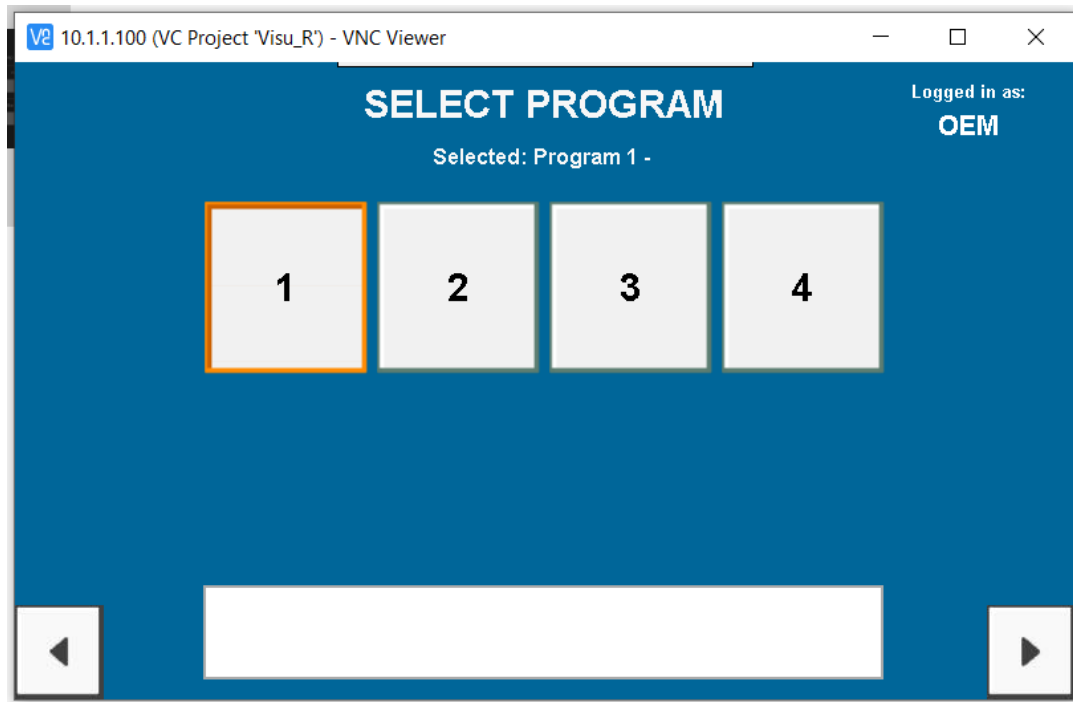 10.1.1.100 (VC Project 'Visu_R') - VNC Viewer
SELECT PROGRAM
Logged in as:
OEM
Selected: Program 1 -
1 2 3 4